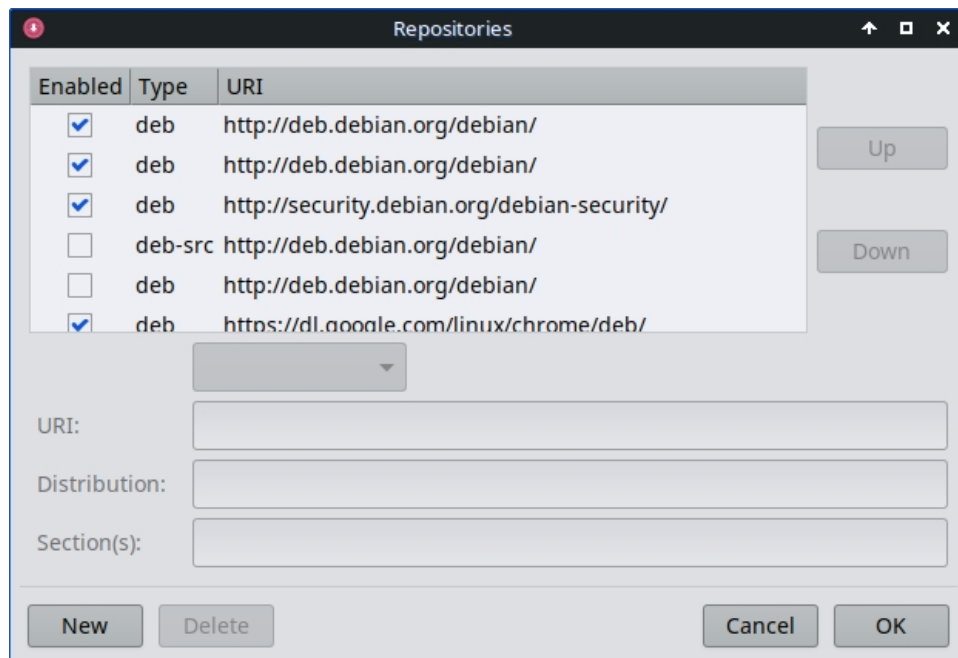 Repositories
Enabled Type URI
deb http://deb.debian.org/debian/
deb http://deb.debian.org/debian/
deb http://security.debian.org/debian-security/
deb-src http://deb.debian.org/debian/
deb http://deb.debian.org/debian/
deb https://dl.google.com/linux/chrome/deb/
Up
Down
URI:
Distribution:
Section(s):
New Delete Cancel OK